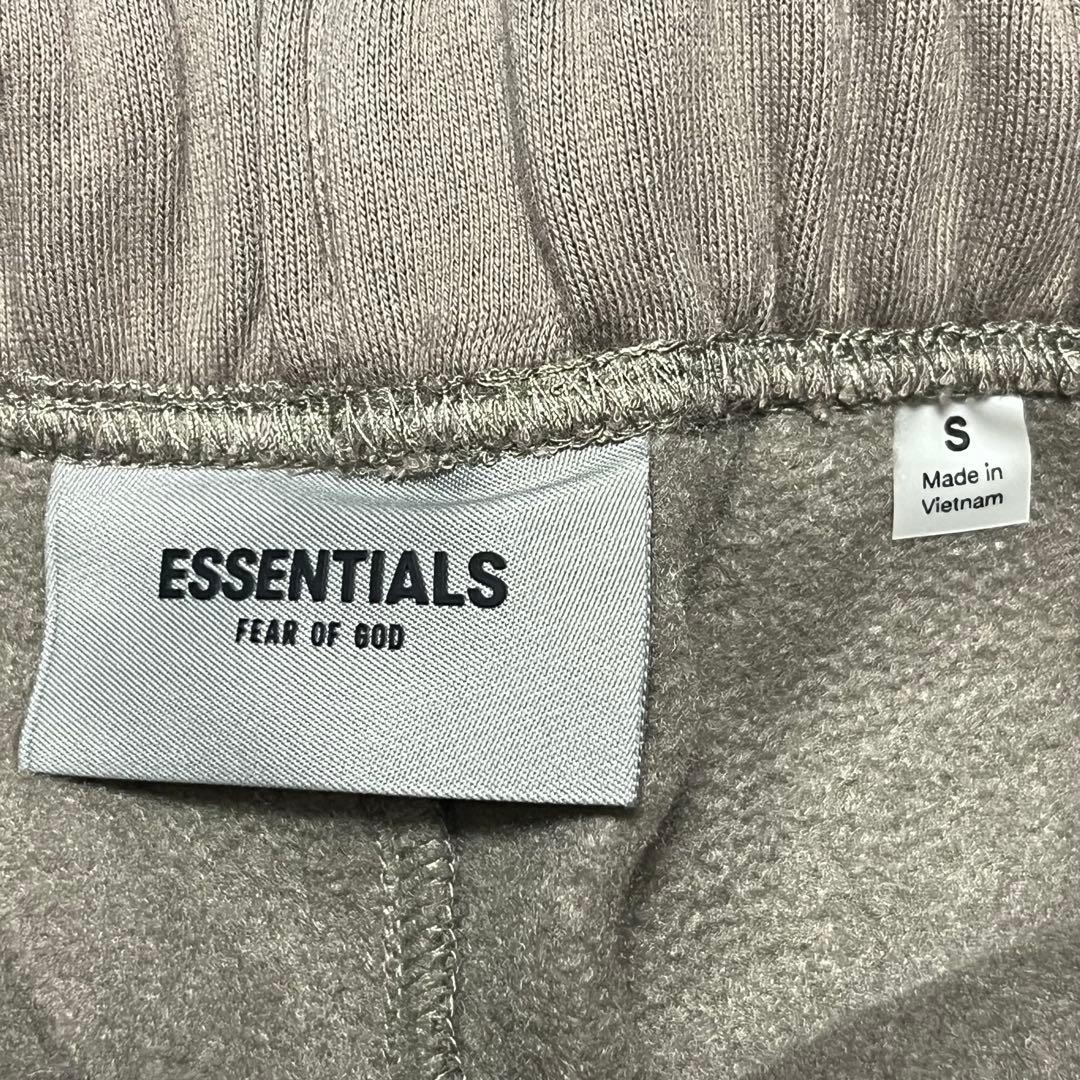 ESSENTIALS
FEAR OF GOD
S
Made in
Vietnam